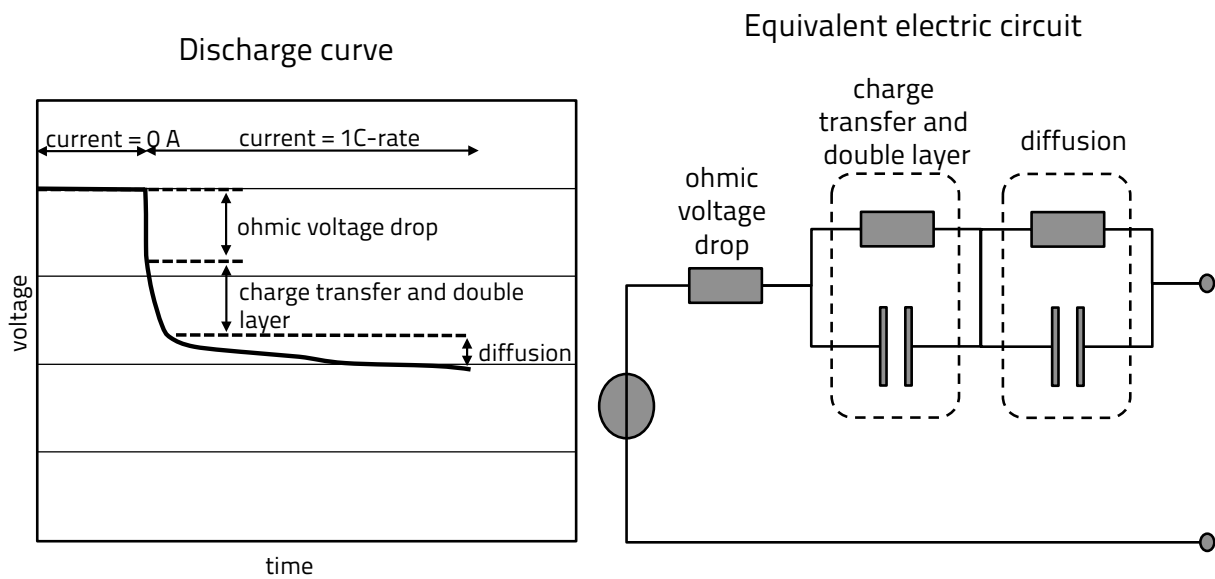 Discharge curve
current = 0 A
current = 1C-rate
ohmic voltage drop
charge transfer and double
layer
diffusion
voltage
time
Equivalent electric circuit
ohmic
voltage
drop
charge
transfer and
double layer
diffusion